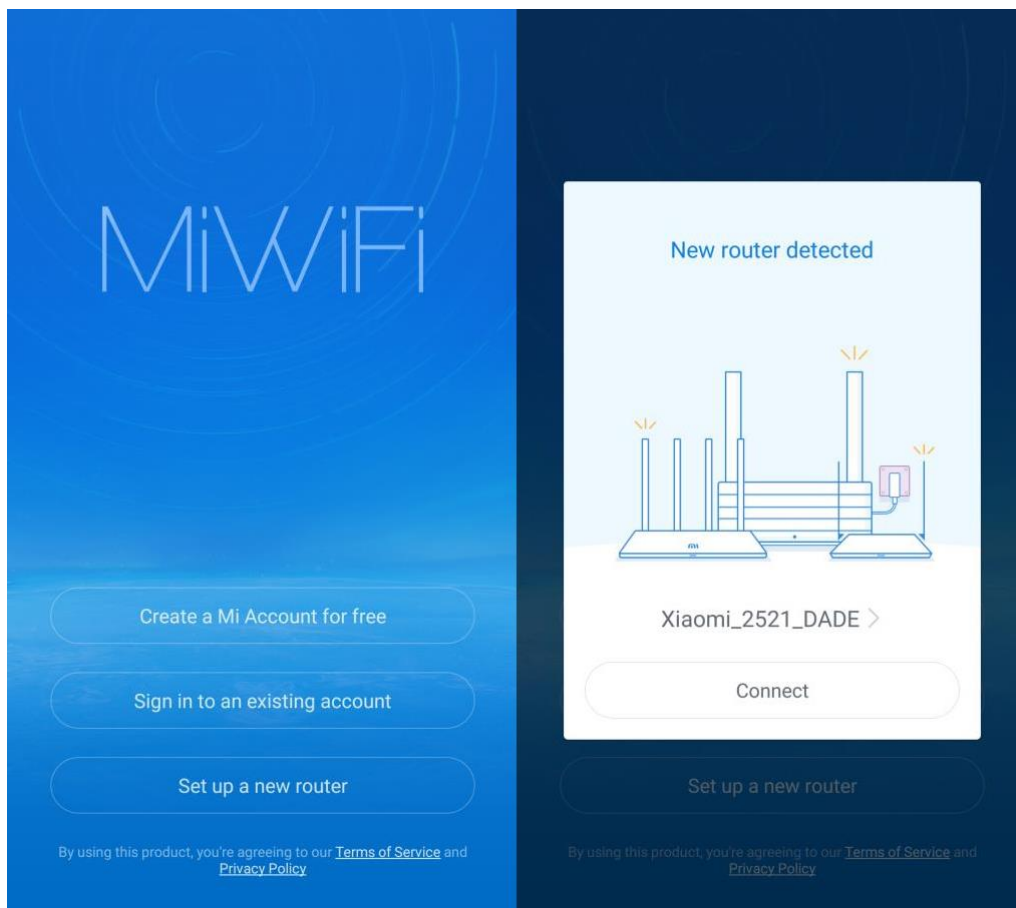 MiWiFi
Create a Mi Account for free
Sign in to an existing account
Set up a new router
By using this product, you're agreeing to our Terms of Service and
Privacy Policy
New router detected
mi
Xiaomi_2521_DADE
Connect
Set up a new router
By using this product, you're agreeing to our Terms of Service and
Privacy Policy